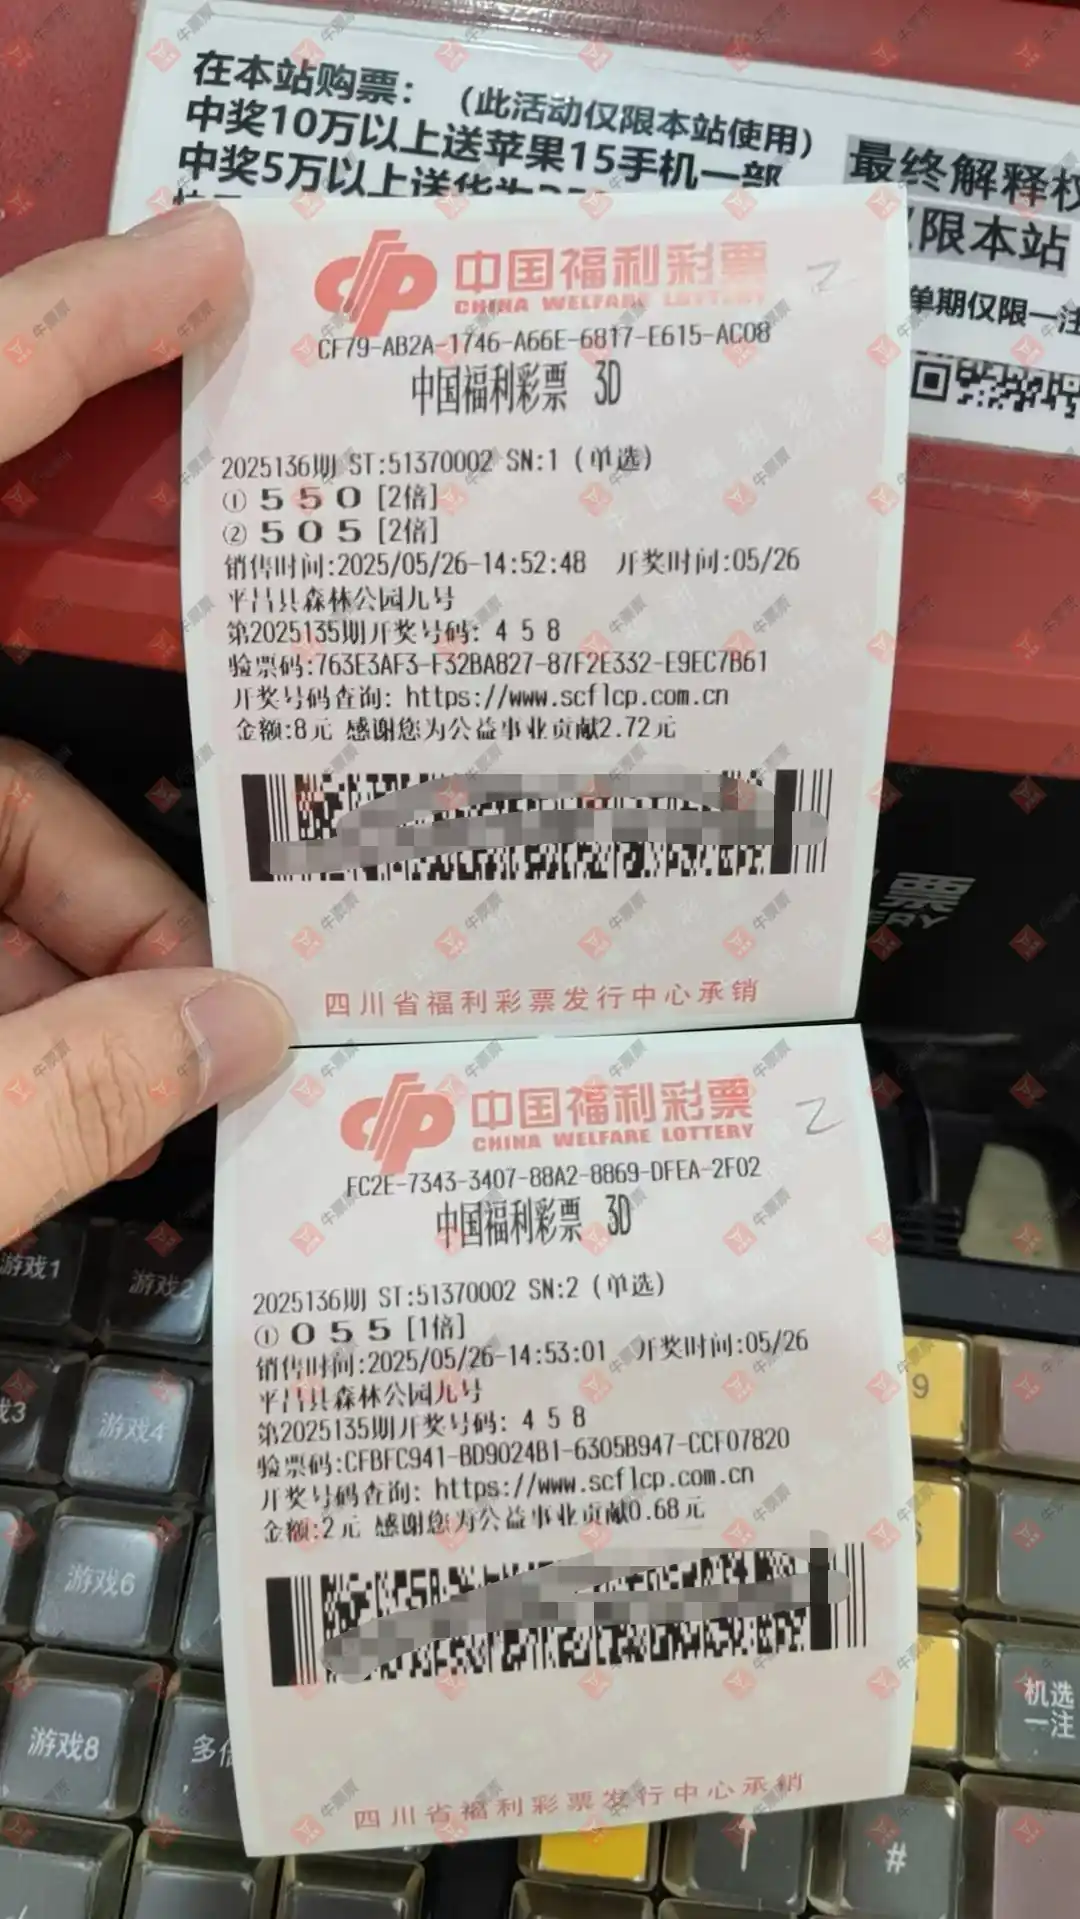 在本站购票：（此活动仅限本站使用）
中奖10万以上送苹果15手机一部
中奖5万以上送华为
最终解释权
仅限本站
单期仅限一注
中国福利彩票
CHINA WELFARE LOTTERY
Z
CF79-AB2A-1746-A66E-6817-E615-AC08
中国福利彩票 3D
2025136期 ST:51370002 SN:1 (单选)
① 5 5 0 [2倍]
② 5 0 5 [2倍]
销售时间:2025/05/26-14:52:48 开奖时间:05/26
平昌县森林公园九号
第2025135期开奖号码: 4 5 8
验票码:763E3AF3-F32BA827-87F2E332-E9EC7B61
开奖号码查询: https://www.scflcp.com.cn
金额:8元 感谢您为公益事业贡献2.72元
票
四川省福利彩票发行中心承销
中国福利彩票
CHINA WELFARE LOTTERY
Z
FC2E-7343-3407-88A2-8869-DFEA-2F02
中国福利彩票 3D
2025136期 ST:51370002 SN:2 (单选)
① 0 5 5 [1倍]
销售时间:2025/05/26-14:53:01 开奖时间:05/26
平昌县森林公园九号
第2025135期开奖号码: 4 5 8
验票码:CFBFC941-BD9024B1-6305B947-CCF07820
开奖号码查询: https://www.scflcp.com.cn
金额:2元 感谢您为公益事业贡献0.68元
四川省福利彩票发行中心承销
游戏1
游戏2
游戏4
9
游戏6
游戏8
多倍
机选
一注
#
牛票票